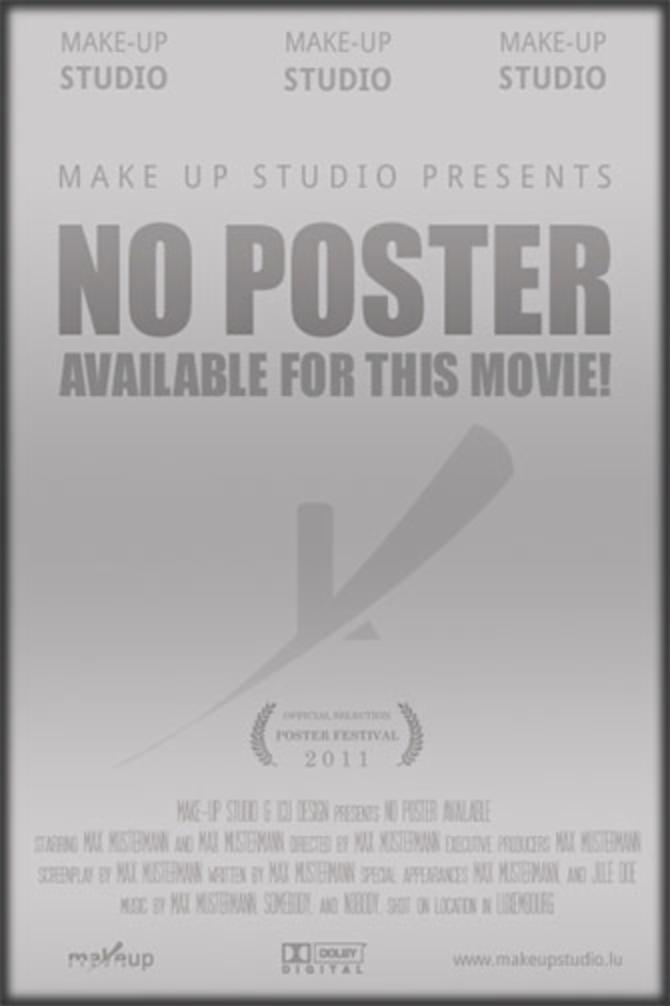 MAKE-UP MAKE-UP MAKE-UP
STUDIO STUDIO STUDIO
MAKE UP STUDIO PRESENTS
NO POSTER
AVAILABLE FOR THIS MOVIE!
OFFICIAL SELECTION
POSTER FESTIVAL
2011
MAKE-UP STUDIO & ICU DESIGN PRESENTS NO POSTER AVAILABLE
STARRING MAX MUSTERMANN AND MAX MUSTERMANN DIRECTED BY MAX MUSTERMANN EXECUTIVE PRODUCERS MAX MUSTERMANN
SCREENPLAY BY MAX MUSTERMANN WRITTEN BY MAX MUSTERMANN SPECIAL APPEARANCES MAX MUSTERMANN, AND JULE DOE
MUSIC BY MAX MUSTERMANN, SOMEBODY, AND NOBODY. SHOT ON LOCATION IN LUXEMBOURG
makeup DOLBY www.makeupstudio.lu
DIGITAL